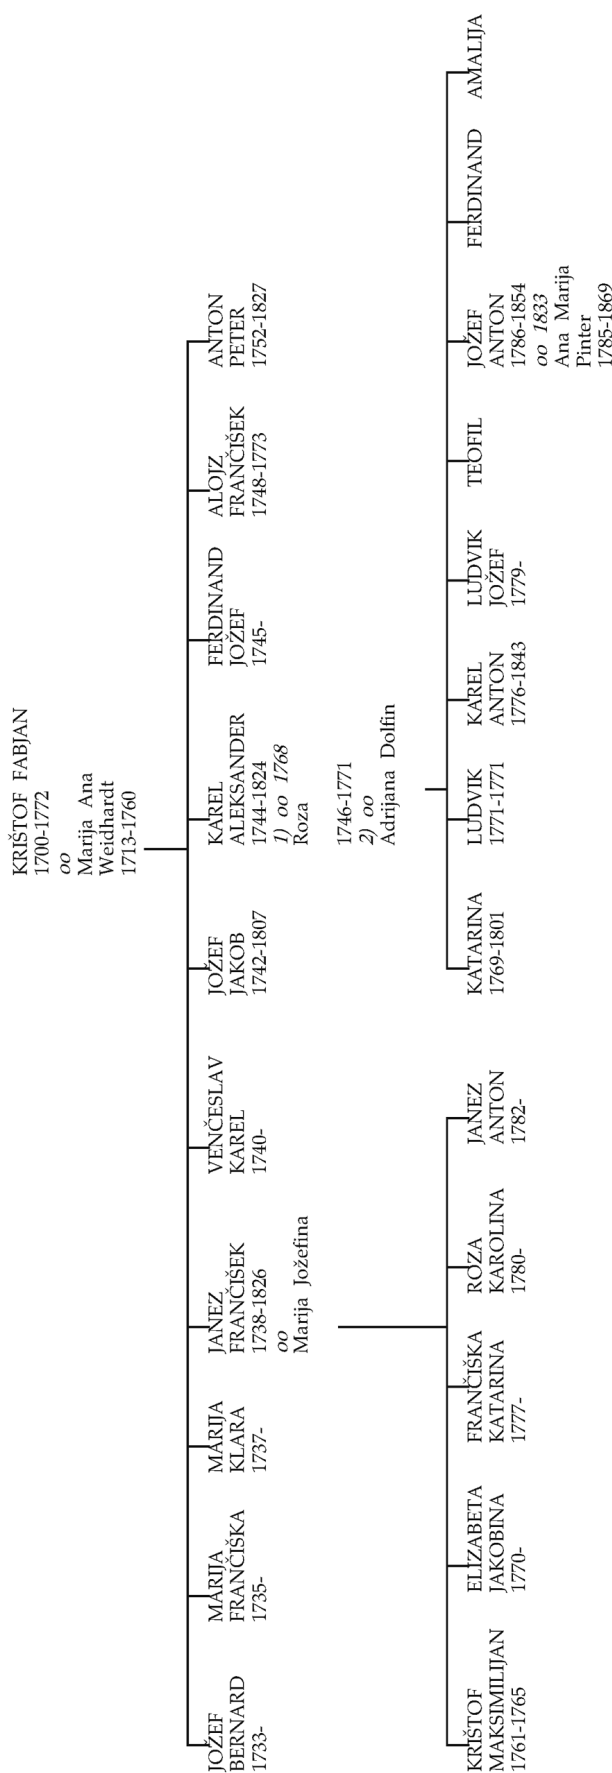 KRIŠTOF FABJAN
1700-1772
oo
Marija Ana
Weidhardt
1713-1760
JOŽEF
BERNARD
1733-
MARIJA
FRANČIŠKA
1735-
MARIJA
KLARA
1737-
JANEZ
FRANČIŠEK
1738-1826
oo
Marija Jožefina
VENČESLAV
KAREL
1740-
JOŽEF
JAKOB
1742-1807
KAREL
ALEKSANDER
1744-1824
1) oo 1768
Roza
1746-1771
2) oo
Adrijana Dolfin
FERDINAND
JOŽEF
1745-
ALOJZ
FRANČIŠEK
1748-1773
ANTON
PETER
1752-1827
KRIŠTOF
MAKSIMILIJAN
1761-1765
ELIZABETA
JAKOBINA
1770-
FRANČIŠKA
KATARINA
1777-
ROZA
KAROLINA
1780-
JANEZ
ANTON
1782-
KATARINA
1769-1801
LUDVIK
1771-1771
KAREL
ANTON
1776-1843
LUDVIK
JOŽEF
1779-
TEOFIL
JOŽEF
ANTON
1786-1854
oo 1833
Ana Marija
Pinter
1785-1869
FERDINAND
AMALIJA